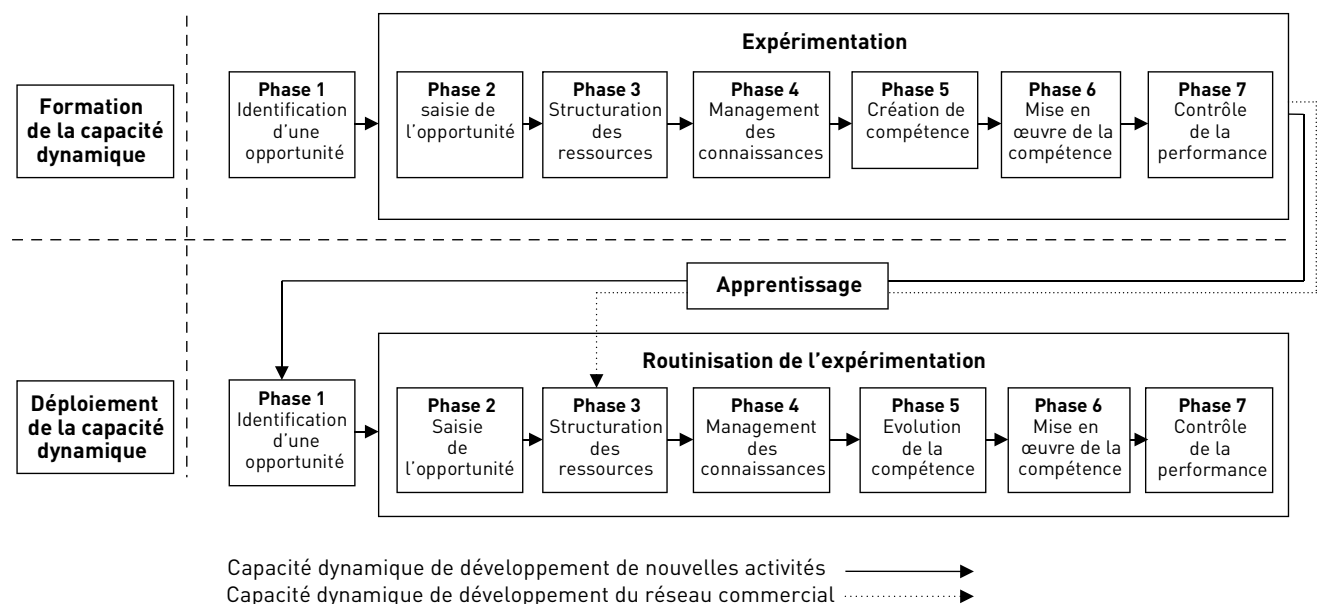 Expérimentation
Formation
de la capacité
dynamique
Phase 1
Identification
d'une
opportunité
Phase 2
saisie de
l'opportunité
Phase 3
Structuration
des
ressources
Phase 4
Management
des
connaissances
Phase 5
Création de
compétence
Phase 6
Mise en
œuvre de la
compétence
Phase 7
Contrôle
de la
performance
Apprentissage
Routinisation de l'expérimentation
Déploiement
de la capacité
dynamique
Phase 1
Identification
d'une
opportunité
Phase 2
Saisie
de
l'opportunité
Phase 3
Structuration
des
ressources
Phase 4
Management
des
connaissances
Phase 5
Evolution
de la
compétence
Phase 6
Mise en
œuvre de la
compétence
Phase 7
Contrôle
de la
performance
Capacité dynamique de développement de nouvelles activités
Capacité dynamique de développement du réseau commercial